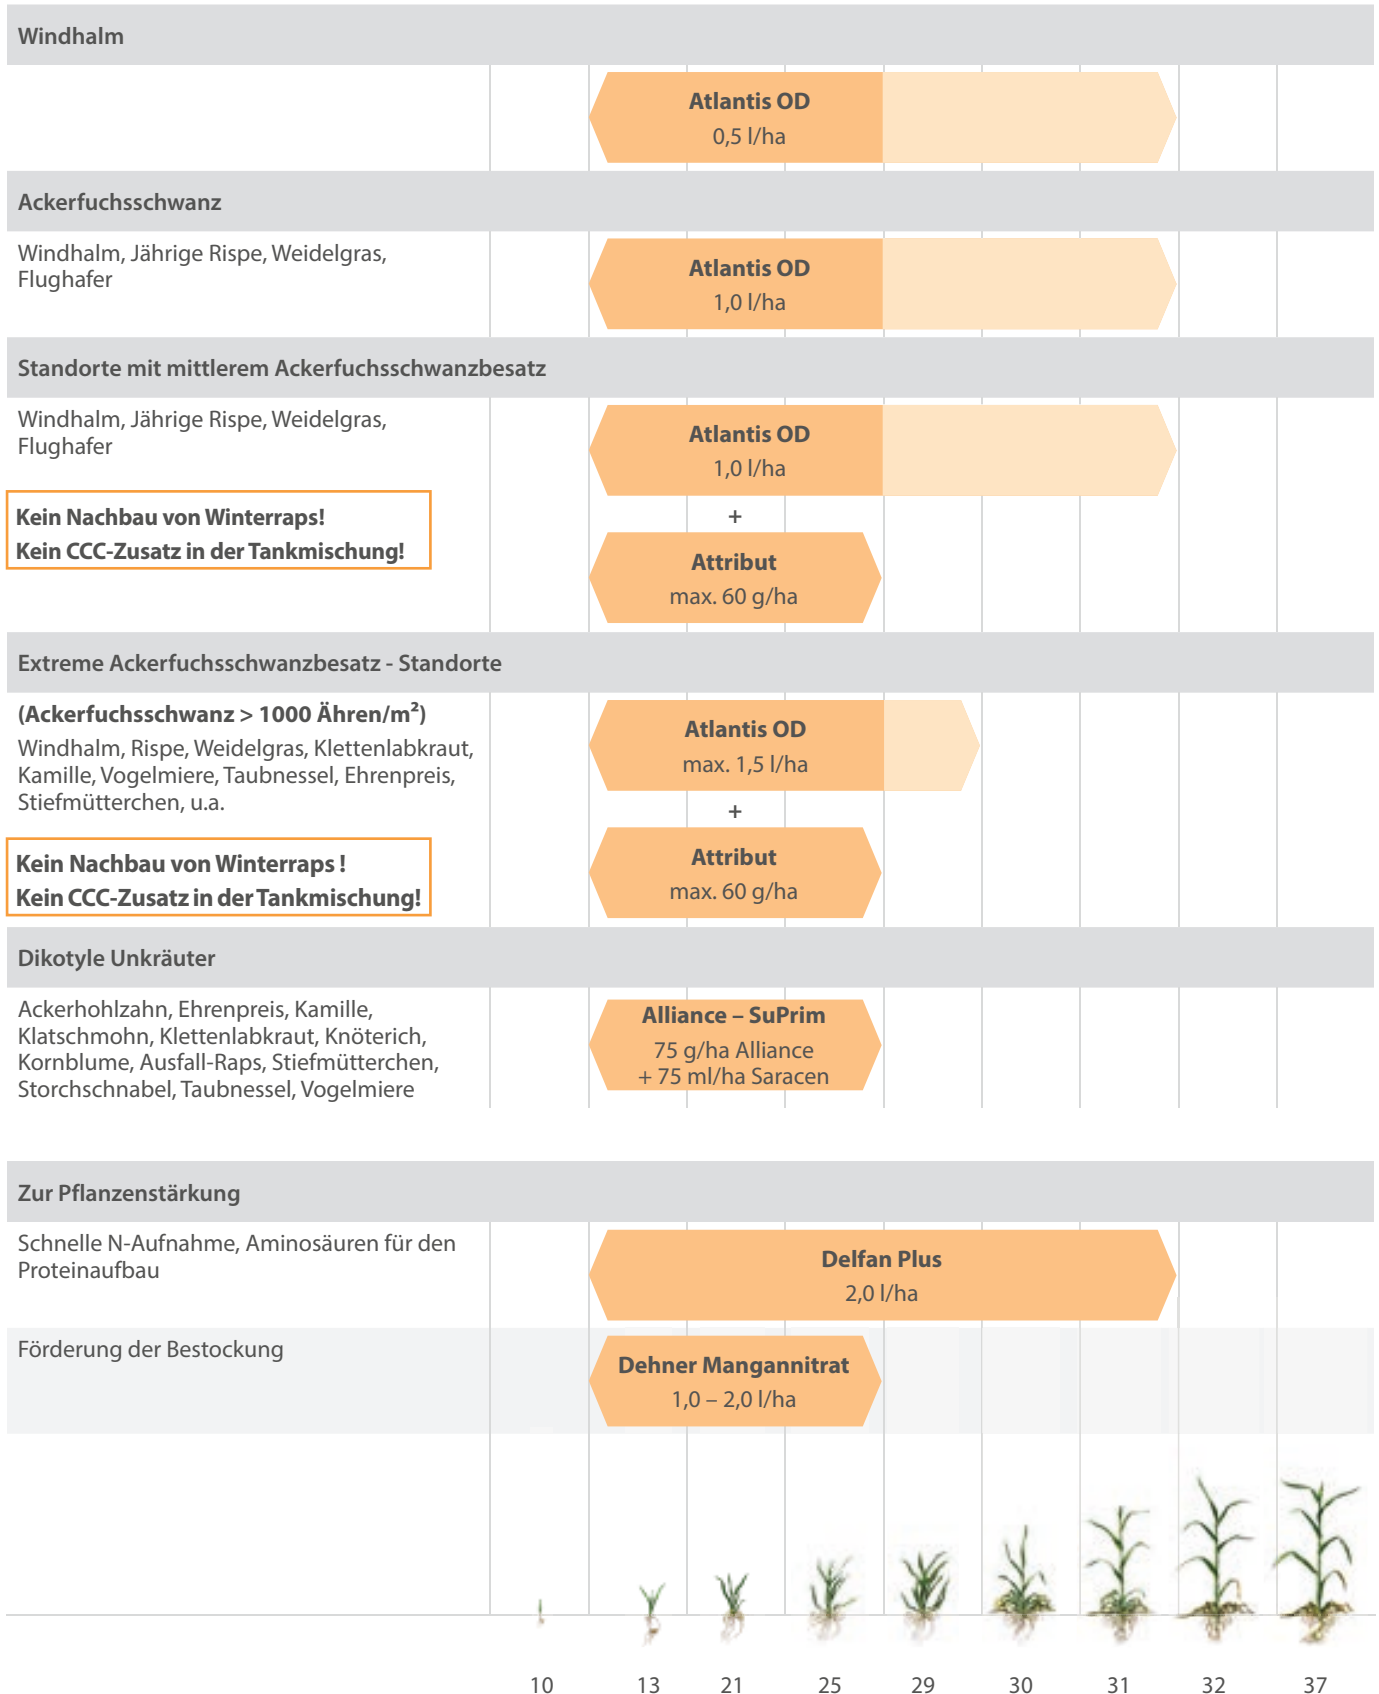 Windhalm
Atlantis OD
0,5 l/ha
Ackerfuchsschwanz
Windhalm, Jährige Rispe, Weidelgras,
Flughafer
Atlantis OD
1,0 l/ha
Standorte mit mittlerem Ackerfuchsschwanzbesatz
Windhalm, Jährige Rispe, Weidelgras,
Flughafer
Atlantis OD
1,0 l/ha
Kein Nachbau von Winterraps!
Kein CCC-Zusatz in der Tankmischung!
+
Attribut
max. 60 g/ha
Extreme Ackerfuchsschwanzbesatz - Standorte
(Ackerfuchsschwanz > 1000 Ähren/m²)
Windhalm, Rispe, Weidelgras, Klettenlabkraut,
Kamille, Vogelmiere, Taubnessel, Ehrenpreis,
Stiefmütterchen, u.a.
Atlantis OD
max. 1,5 l/ha
+
Kein Nachbau von Winterraps !
Kein CCC-Zusatz in der Tankmischung!
Attribut
max. 60 g/ha
Dikotyle Unkräuter
Ackerhohlzahn, Ehrenpreis, Kamille,
Klatschmohn, Klettenlabkraut, Knöterich,
Kornblume, Ausfall-Raps, Stiefmütterchen,
Storchschnabel, Taubnessel, Vogelmiere
Alliance – SuPrim
75 g/ha Alliance
+ 75 ml/ha Saracen
Zur Pflanzenstärkung
Schnelle N-Aufnahme, Aminosäuren für den
Proteinaufbau
Delfan Plus
2,0 l/ha
Förderung der Bestockung
Dehner Mangannitrat
1,0 – 2,0 l/ha
10 13 21 25 29 30 31 32 37